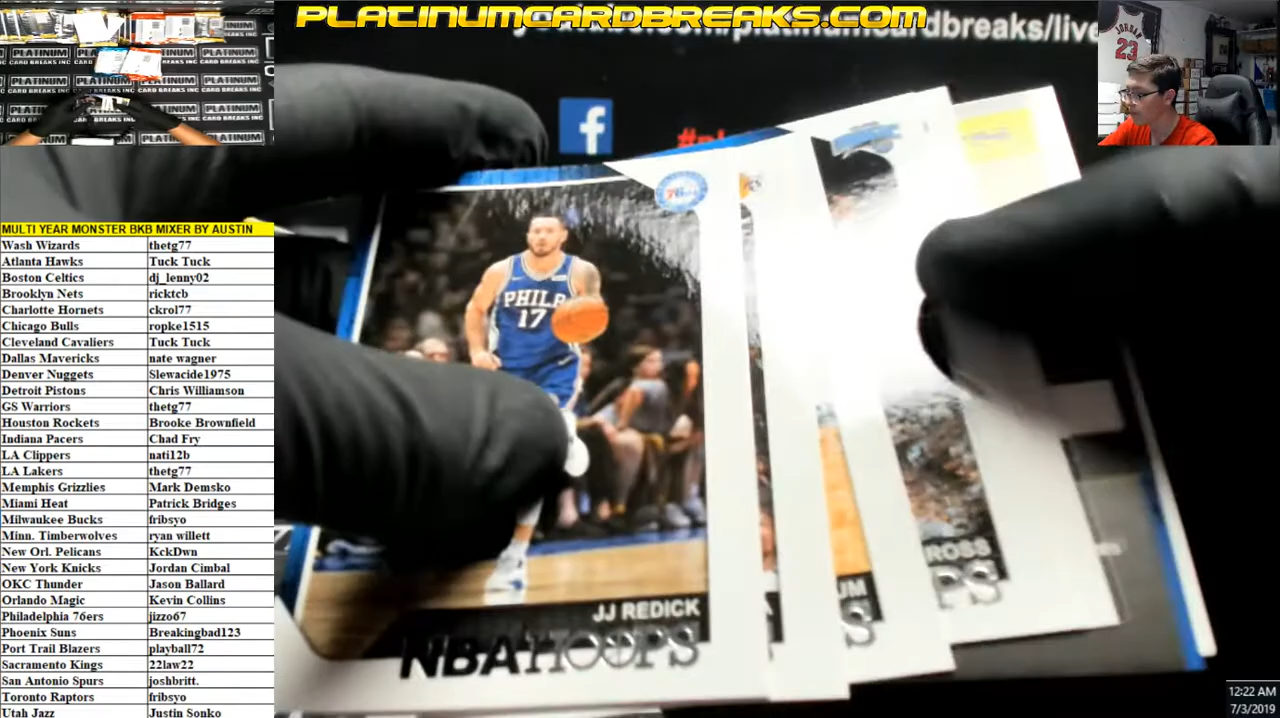 PLATINUMCARDBREAKS.COM
dbreaks/live
JORDAN
23
MULTI YEAR MONSTER BKB MIXER BY AUSTIN
Wash Wizards thetg77
Atlanta Hawks Tuck Tuck
Boston Celtics dj_lenny02
Brooklyn Nets ricktcb
Charlotte Hornets ckrol77
Chicago Bulls ropke1515
Cleveland Cavaliers Tuck Tuck
Dallas Mavericks nate wagner
Denver Nuggets Slewacide1975
Detroit Pistons Chris Williamson
GS Warriors thetg77
Houston Rockets Brooke Brownfield
Indiana Pacers Chad Fry
LA Clippers nati12b
LA Lakers thetg77
Memphis Grizzlies Mark Demsko
Miami Heat Patrick Bridges
Milwaukee Bucks fribsyo
Minn. Timberwolves ryan willett
New Orl. Pelicans KckDwn
New York Knicks Jordan Cimbal
OKC Thunder Jason Ballard
Orlando Magic Kevin Collins
Philadelphia 76ers jizzo67
Phoenix Suns Breakingbad123
Port Trail Blazers playball72
Sacramento Kings 22law22
San Antonio Spurs joshbritt.
Toronto Raptors fribsyo
Utah Jazz Justin Sonko
f
PHILA
17
JJ REDICK
NBA HOOPS
UM
S
ROSS
PS
12:22 AM
7/3/2019